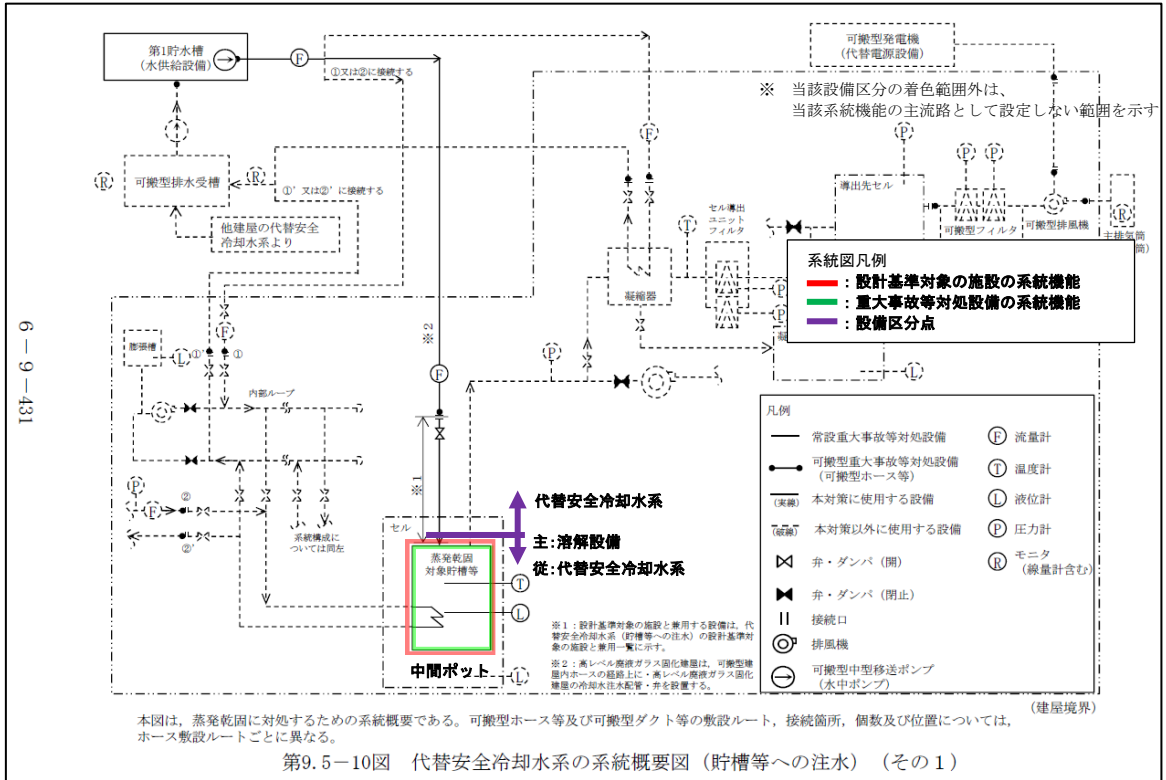 第1貯水槽
(水供給設備)
F
①又は②に接続する
可搬型発電機
(代替電源設備)
※ 当該設備区分の着色範囲外は、
当該系統機能の主流路として設定しない範囲を示す
F
P
R
可搬型排水受槽
R
①’又は②’に接続する
他建屋の代替安全
冷却水系より
導出先セル
P
P
可搬型フィルタ
可搬型排風機
R
主排気筒
筒)
セル導出
ユニット
フィルタ
T
凝縮器
P
P
凝
L
系統図凡例
：設計基準対象の施設の系統機能
：重大事故等対処設備の系統機能
：設備区分点
6－9－431
膨張槽
L
F
①’
①
内部ループ
※2
F
P
※1
P
F
②
②’
系統構成に
ついては同左
セル
蒸発乾固
対象貯槽等
T
L
中間ポット
L
代替安全冷却水系
主：溶解設備
従：代替安全冷却水系
※1：設計基準対象の施設と兼用する設備は，代
替安全冷却水系（貯槽等への注水）の設計基準対
象の施設と兼用一覧に示す。
※2：高レベル廃液ガラス固化建屋は，可搬型建
屋内ホースの経路上に・高レベル廃液ガラス固化
建屋の冷却水注水配管・弁を設置する。
凡例
常設重大事故等対処設備
可搬型重大事故等対処設備
(可搬型ホース等)
(実線)
本対策に使用する設備
(破線)
本対策以外に使用する設備
弁・ダンパ（開）
弁・ダンパ（閉止）
接続口
排風機
可搬型中型移送ポンプ
(水中ポンプ)
F 流量計
T 温度計
L 液位計
P 圧力計
R モニタ
(線量計含む)
(建屋境界)
本図は，蒸発乾固に対処するための系統概要である。可搬型ホース等及び可搬型ダクト等の敷設ルート，接続箇所，個数及び位置については，
ホース敷設ルートごとに異なる。
第9.5－10図 代替安全冷却水系の系統概要図（貯槽等への注水）（その１）